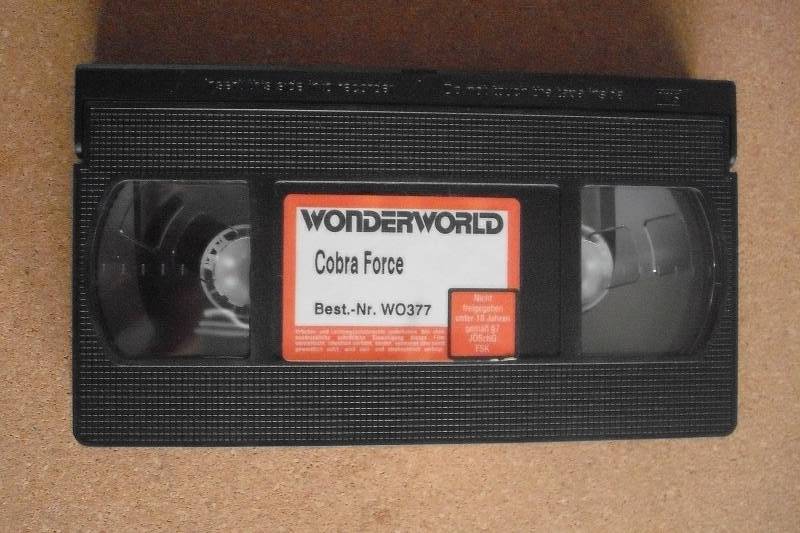 Insert this side into recorder
Do not touch the tape inside
VHS
WONDERWORLD
Cobra Force
Best.-Nr. WO377
Nicht
freigegeben
unter 18 Jahren
gemäß §7
JÖSchG
FSK